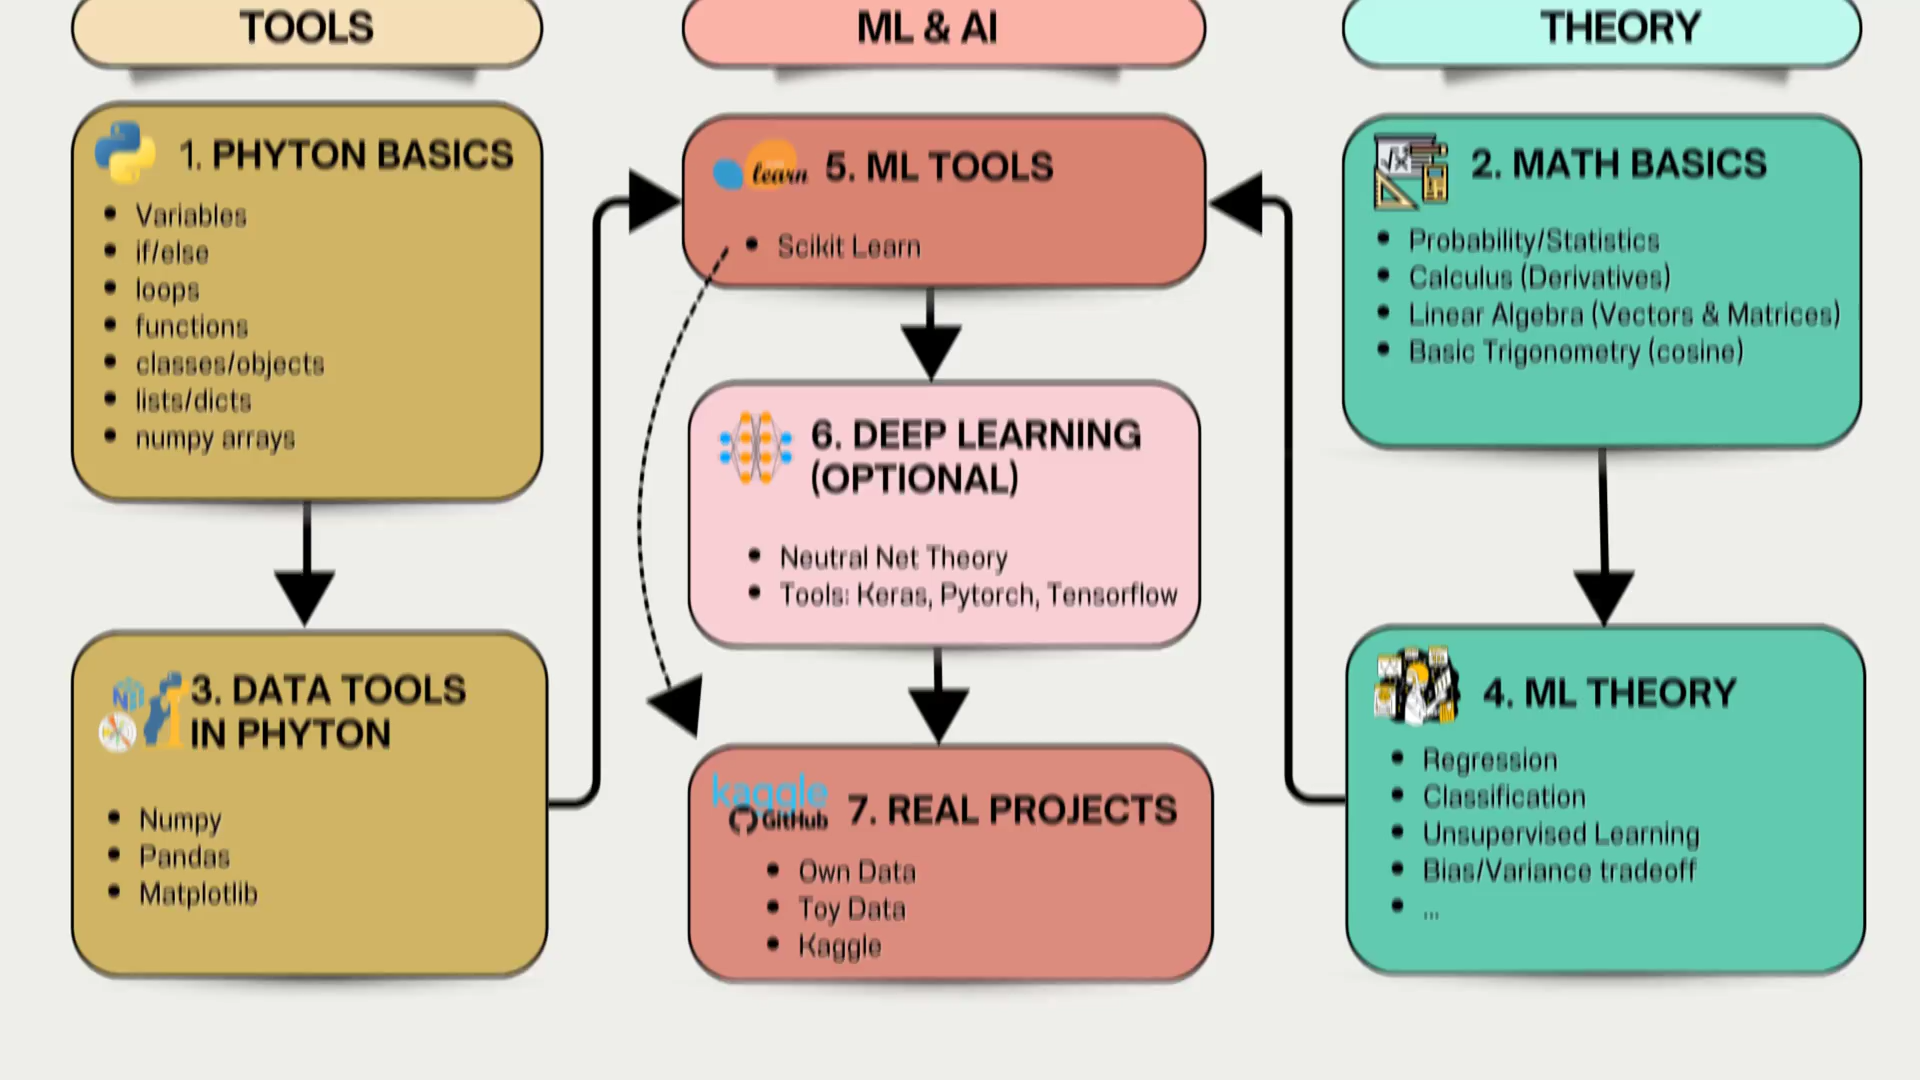 TOOLS
1. PHYTON BASICS
Variables
if/else
loops
functions
classes/objects
lists/dicts
numpy arrays
3. DATA TOOLS
IN PHYTON
Numpy
Pandas
Matplotlib
ML & AI
learn
5. ML TOOLS
Scikit Learn
6. DEEP LEARNING
(OPTIONAL)
Neutral Net Theory
Tools: Keras, Pytorch, Tensorflow
kaggle
GitHub
7. REAL PROJECTS
Own Data
Toy Data
Kaggle
THEORY
2. MATH BASICS
Probability/Statistics
Calculus (Derivatives)
Linear Algebra (Vectors & Matrices)
Basic Trigonometry (cosine)
4. ML THEORY
Regression
Classification
Unsupervised Learning
Bias/Variance tradeoff
...